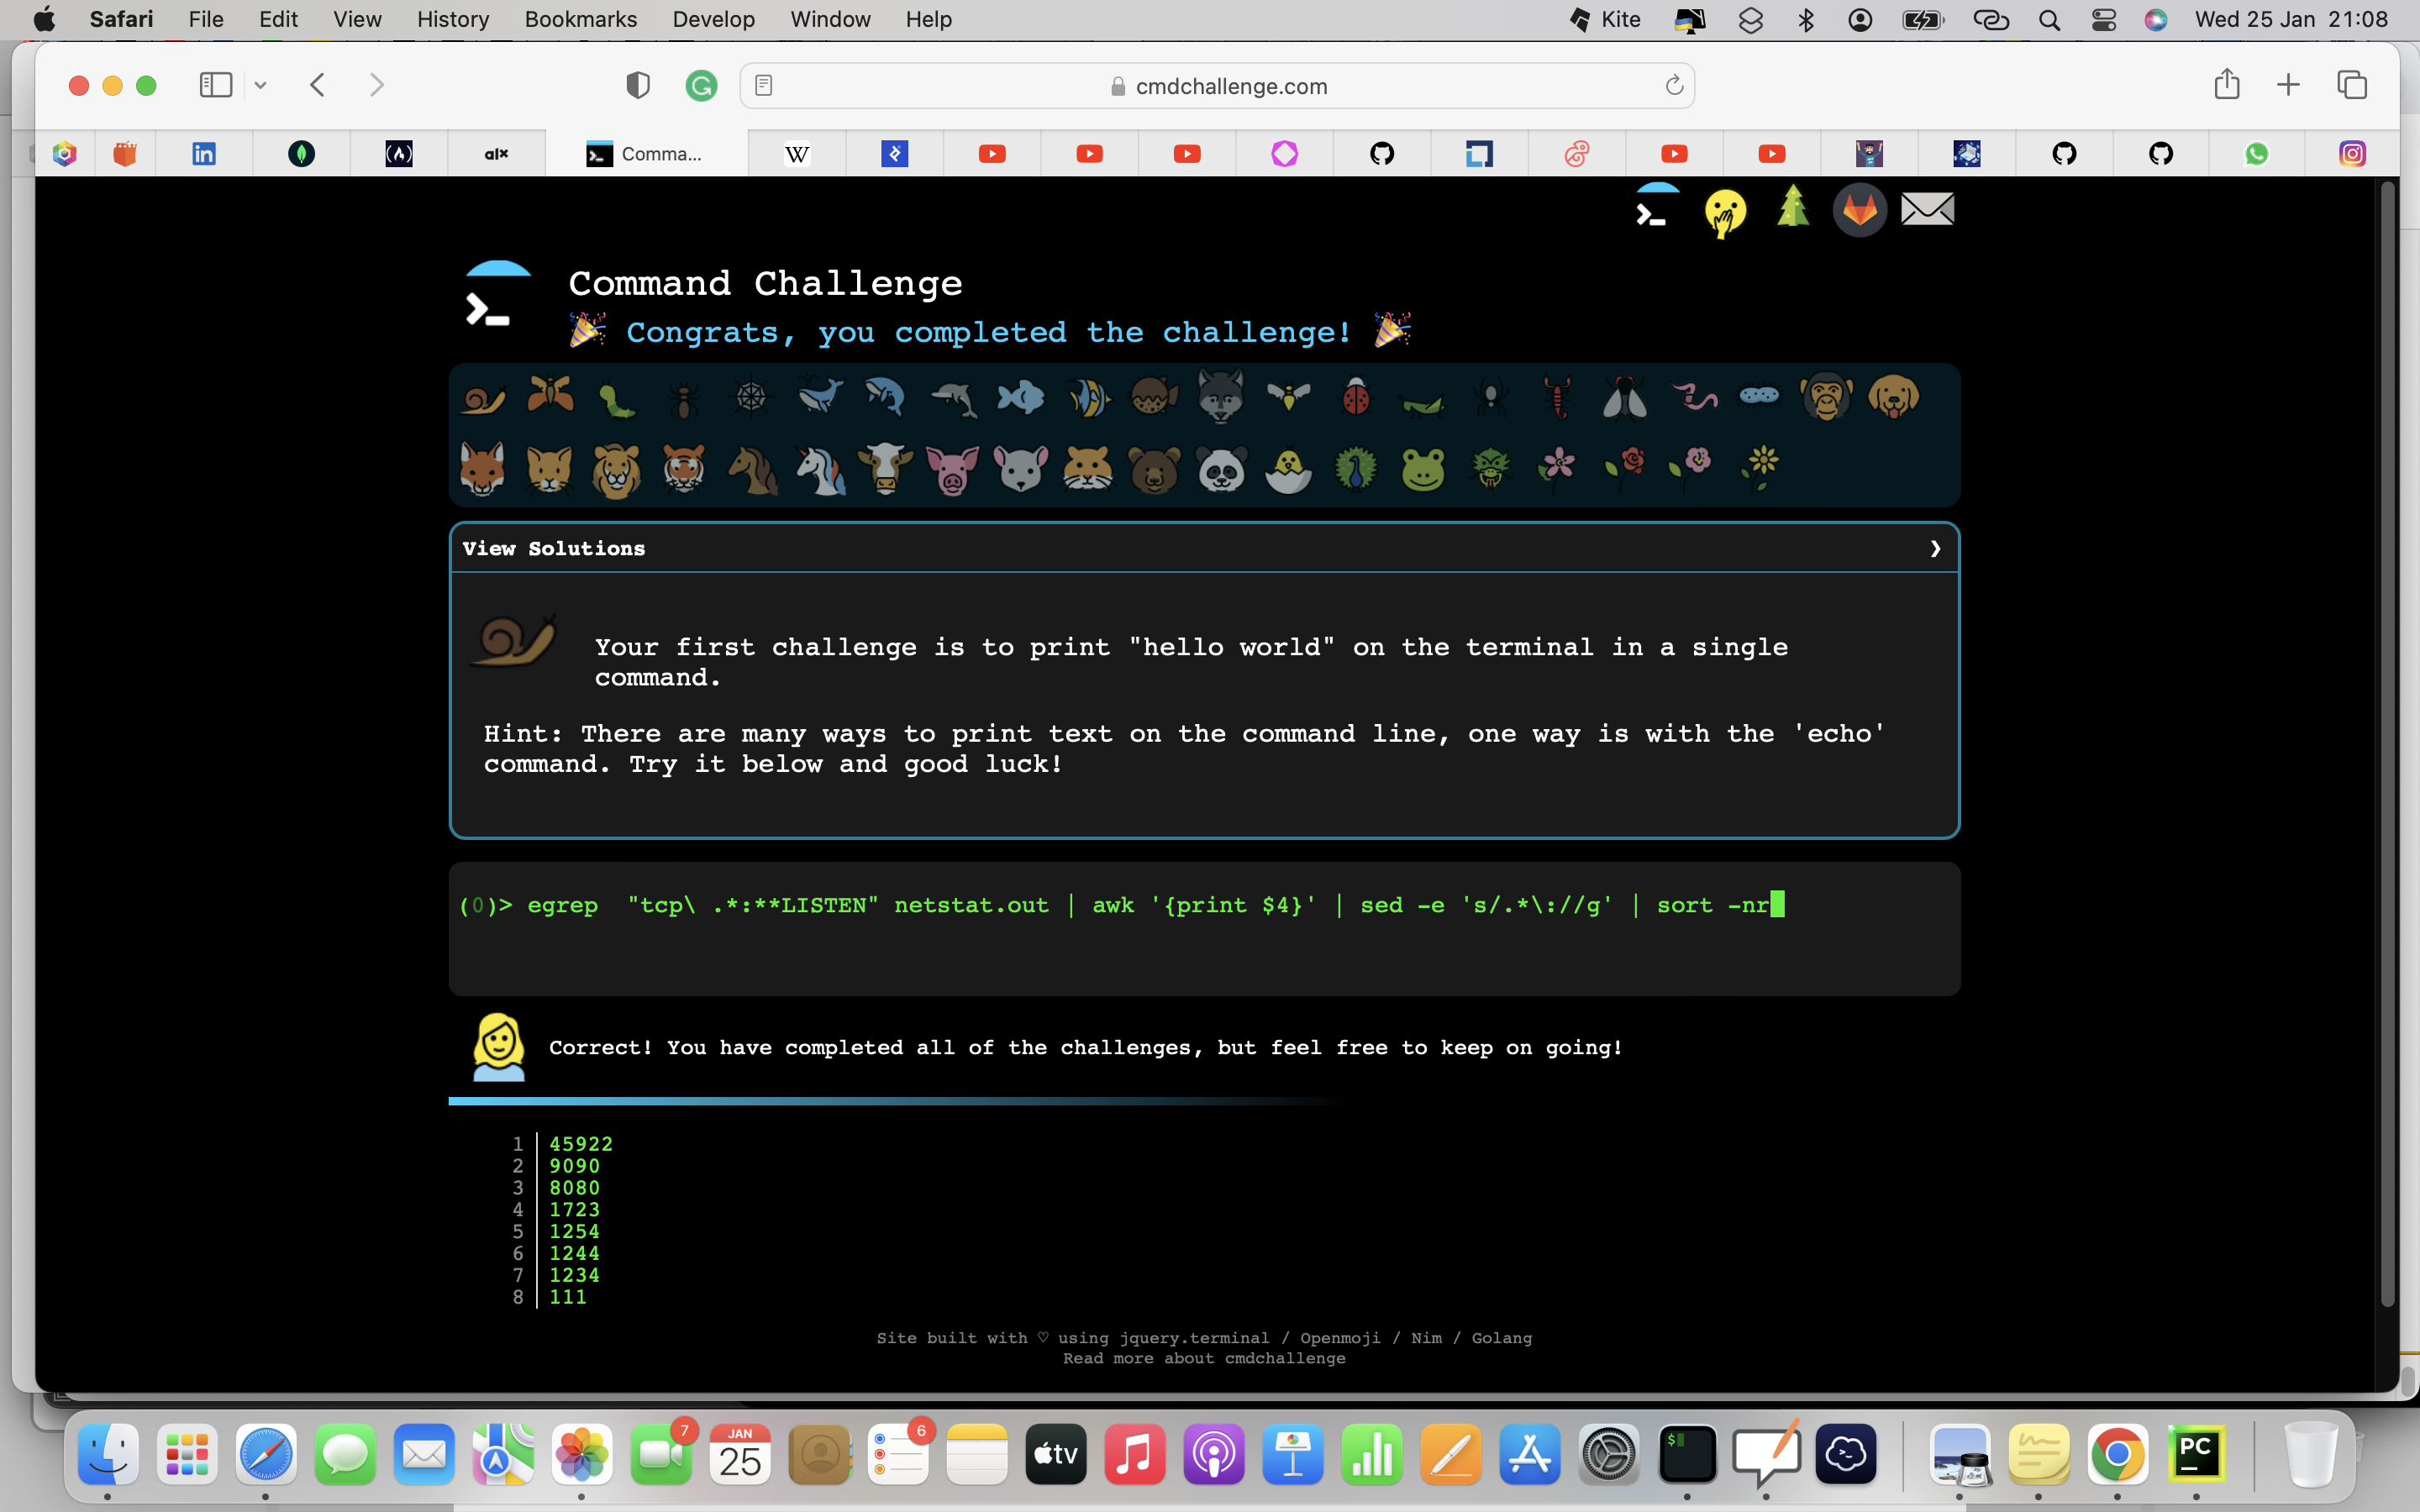 Safari File Edit View History Bookmarks Develop Window Help Kite Wed 25 Jan 21:08
cmdchallenge.com
alx Comma... W
Command Challenge
Congrats, you completed the challenge!
View Solutions
Your first challenge is to print "hello world" on the terminal in a single
command.
Hint: There are many ways to print text on the command line, one way is with the 'echo'
command. Try it below and good luck!
(0)> egrep  "tcp\ .*:**LISTEN" netstat.out | awk '{print $4}' | sed -e 's/.*\://g' | sort -nr
Correct! You have completed all of the challenges, but feel free to keep on going!
1 45922
2 9090
3 8080
4 1723
5 1254
6 1244
7 1234
8 111
Site built with ♡ using jquery.terminal / Openmoji / Nim / Golang
Read more about cmdchallenge
7 JAN 25 6 tv $ PC